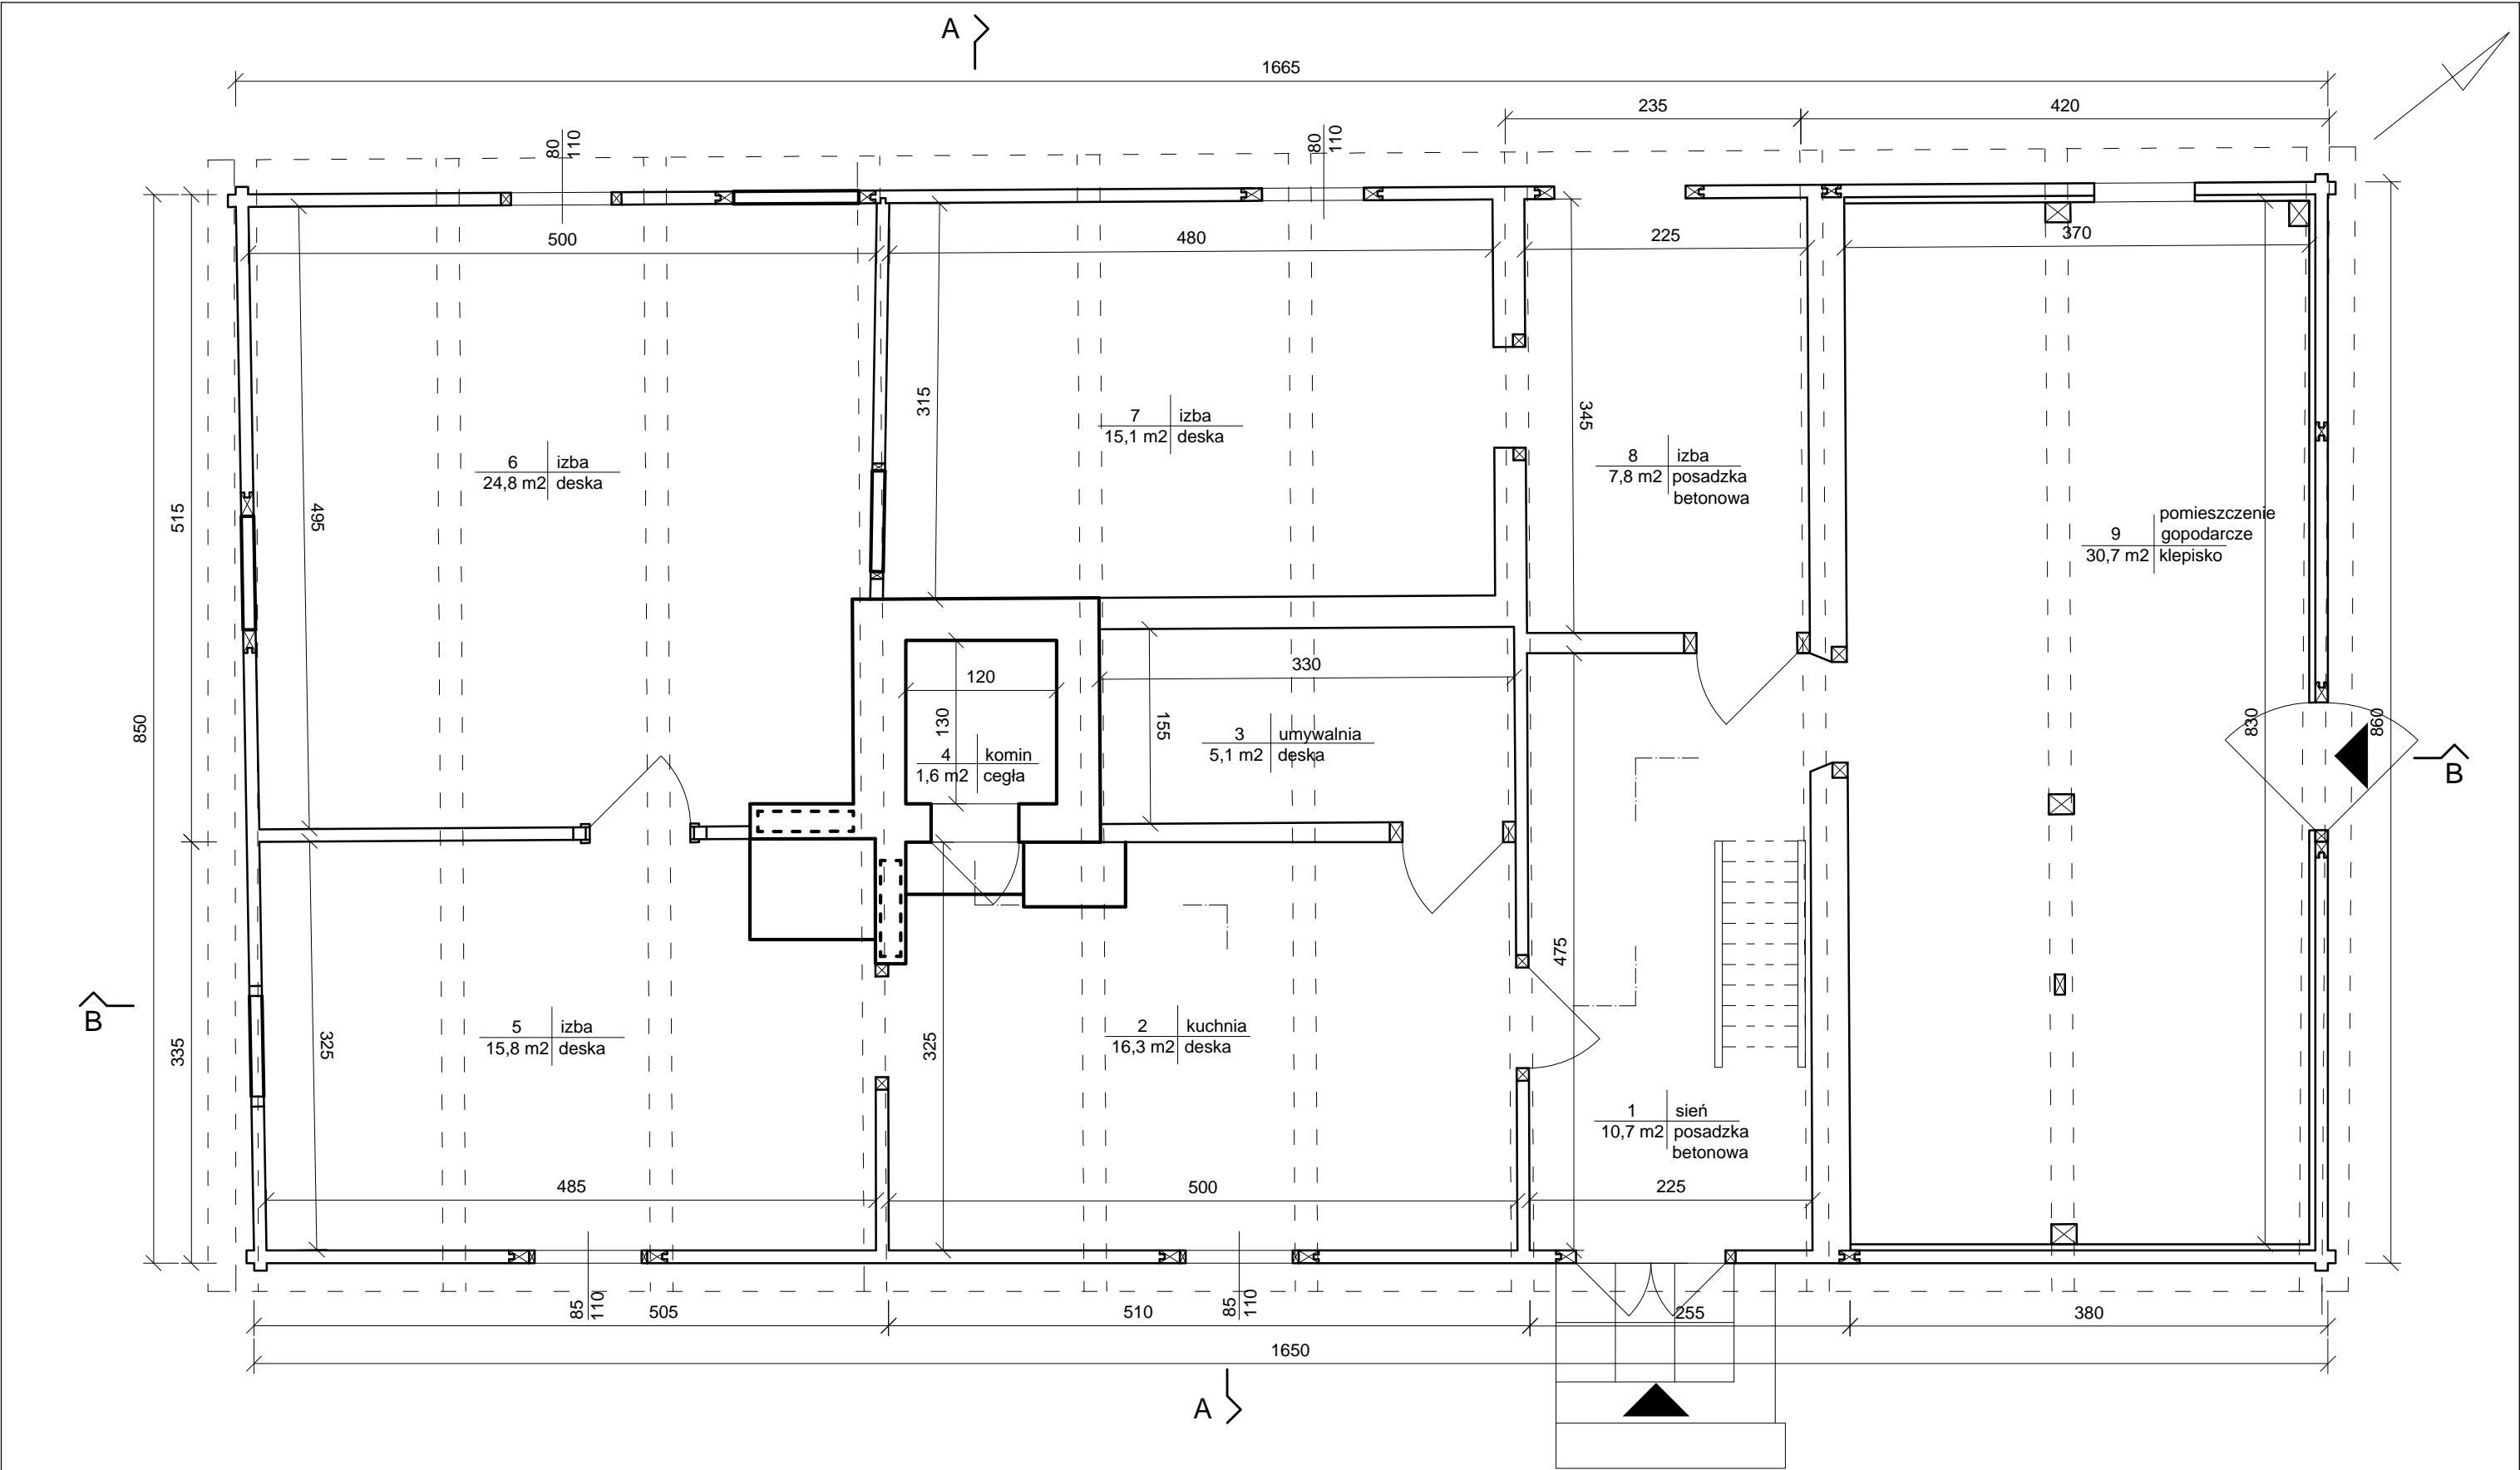 A
1665
235
420
80
110
80
110
500
480
225
370
315
345
7
izba
15,1 m2
deska
6
izba
24,8 m2
deska
8
izba
7,8 m2
posadzka
betonowa
495
515
pomieszczenie
9
gopodarcze
30,7 m2
klepisko
330
120
130
155
850
830
860
3
umywalnia
5,1 m2
deska
4
komin
1,6 m2
cegła
B
475
B
335
325
325
5
izba
15,8 m2
deska
2
kuchnia
16,3 m2
deska
1
sień
10,7 m2
posadzka
betonowa
485
500
225
85
110
85
110
505
510
255
380
1650
A